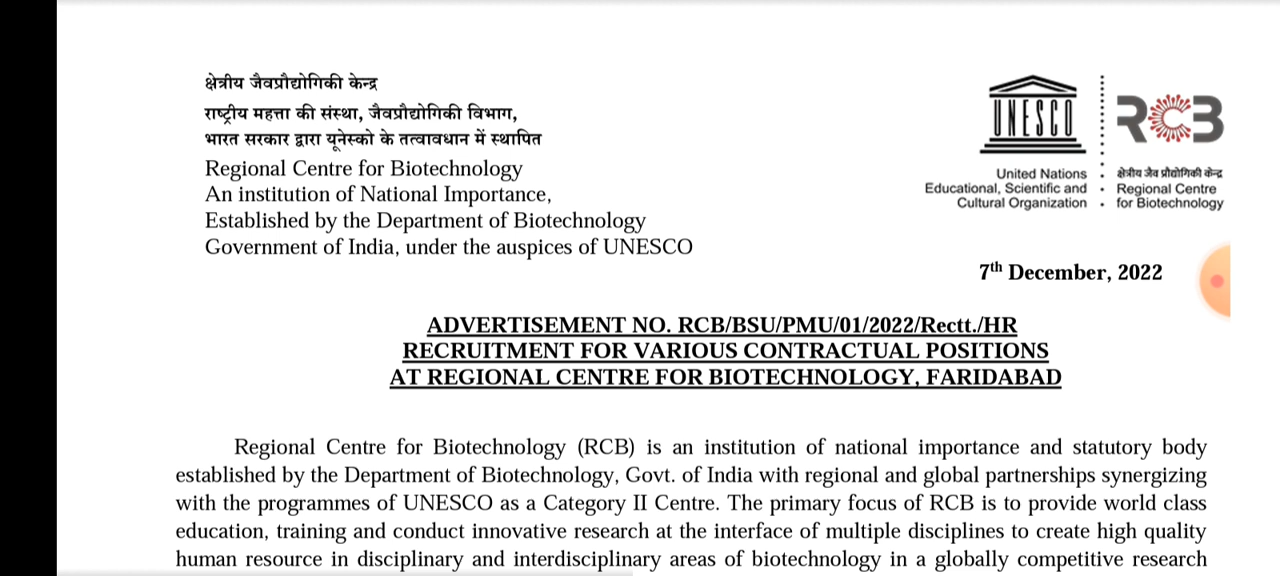 क्षेत्रीय जैवप्रौद्योगिकी केन्द्र
राष्ट्रीय महत्ता की संस्था, जैवप्रौद्योगिकी विभाग,
भारत सरकार द्वारा यूनेस्को के तत्वावधान में स्थापित
Regional Centre for Biotechnology
An institution of National Importance,
Established by the Department of Biotechnology
Government of India, under the auspices of UNESCO
UNESCO
United Nations
Educational, Scientific and
Cultural Organization
RCB
क्षेत्रीय जैव प्रौद्योगिकी केन्द्र
Regional Centre
for Biotechnology
7th December, 2022
ADVERTISEMENT NO. RCB/BSU/PMU/01/2022/Rectt./HR
RECRUITMENT FOR VARIOUS CONTRACTUAL POSITIONS
AT REGIONAL CENTRE FOR BIOTECHNOLOGY, FARIDABAD
Regional Centre for Biotechnology (RCB) is an institution of national importance and statutory body
established by the Department of Biotechnology, Govt. of India with regional and global partnerships synergizing
with the programmes of UNESCO as a Category II Centre. The primary focus of RCB is to provide world class
education, training and conduct innovative research at the interface of multiple disciplines to create high quality
human resource in disciplinary and interdisciplinary areas of biotechnology in a globally competitive research